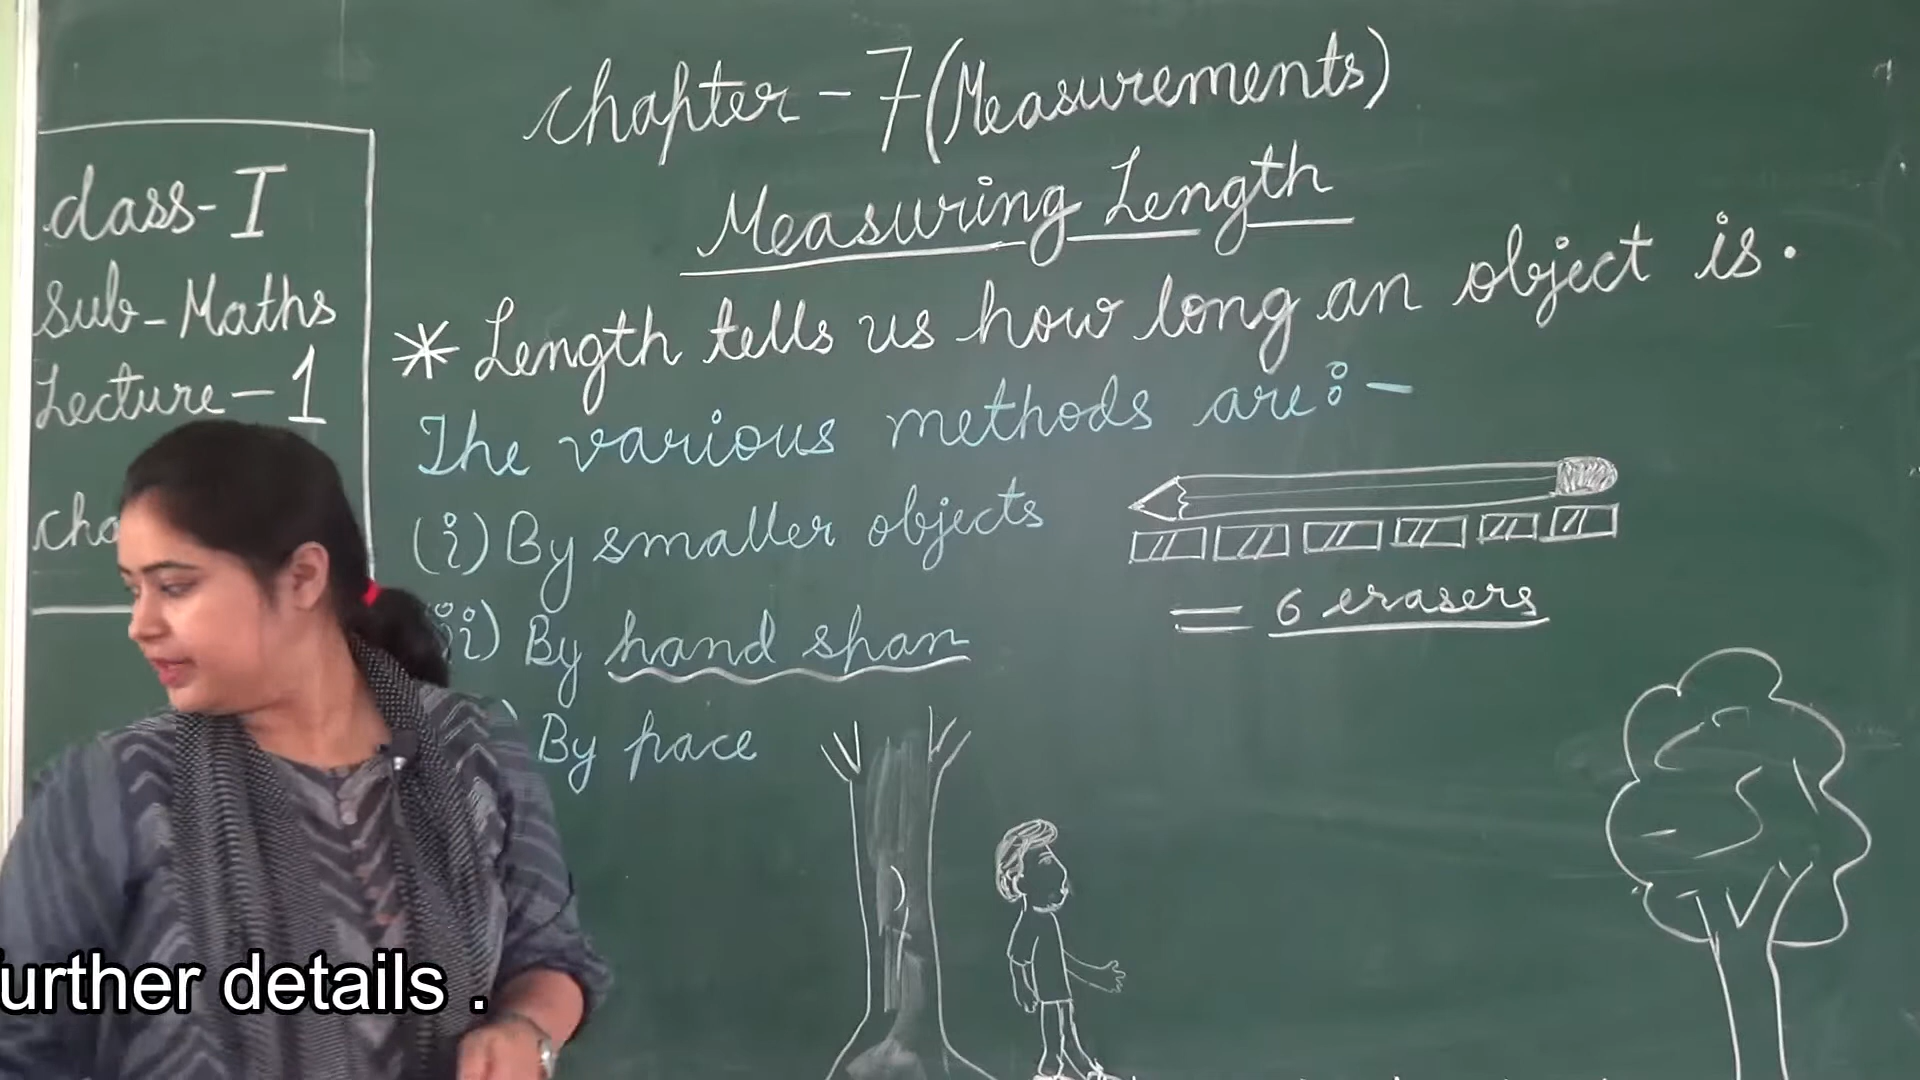 Chapter - 7 (Measurements)
Measuring Length
Class - I
Sub - Maths
Lecture - 1
* Length tells us how long an object is.
The various methods are:-
(i) By smaller objects
= 6 erasers
ii) By hand span
) By pace
urther details .